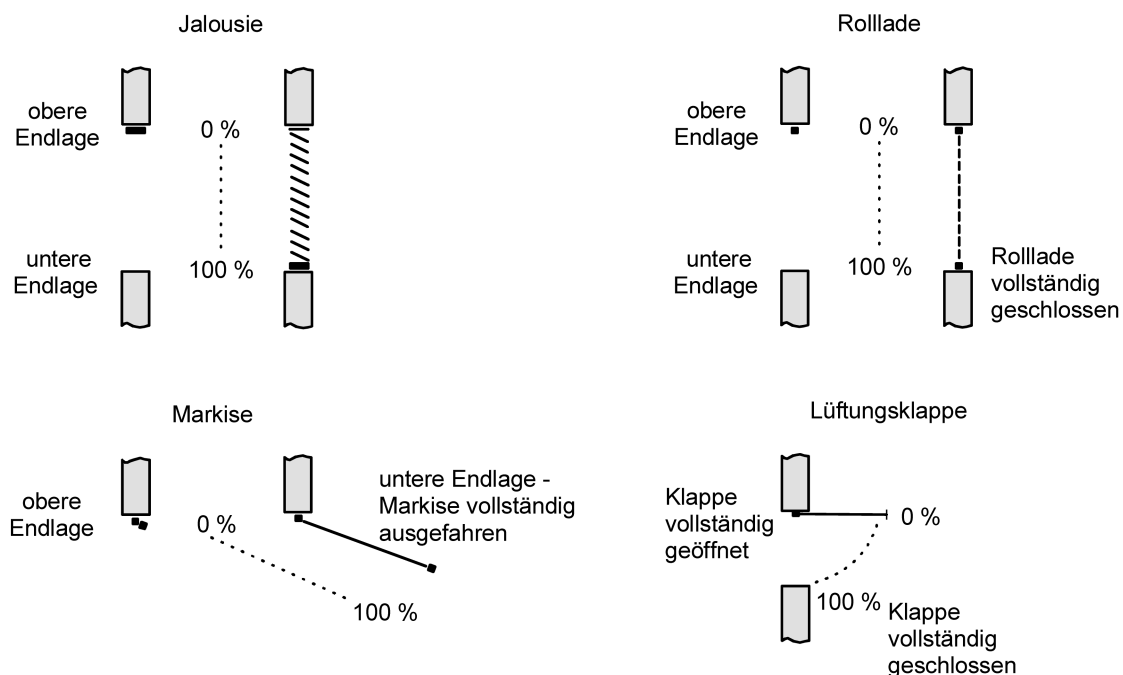 Jalousie
obere
Endlage
0 %
untere
Endlage
100 %
Rolllade
obere
Endlage
0 %
untere
Endlage
100 %
Rolllade
vollständig
geschlossen
Markise
obere
Endlage
0 %
untere Endlage -
Markise vollständig
ausgefahren
100 %
Lüftungsklappe
Klappe
vollständig
geöffnet
0 %
100 %
Klappe
vollständig
geschlossen